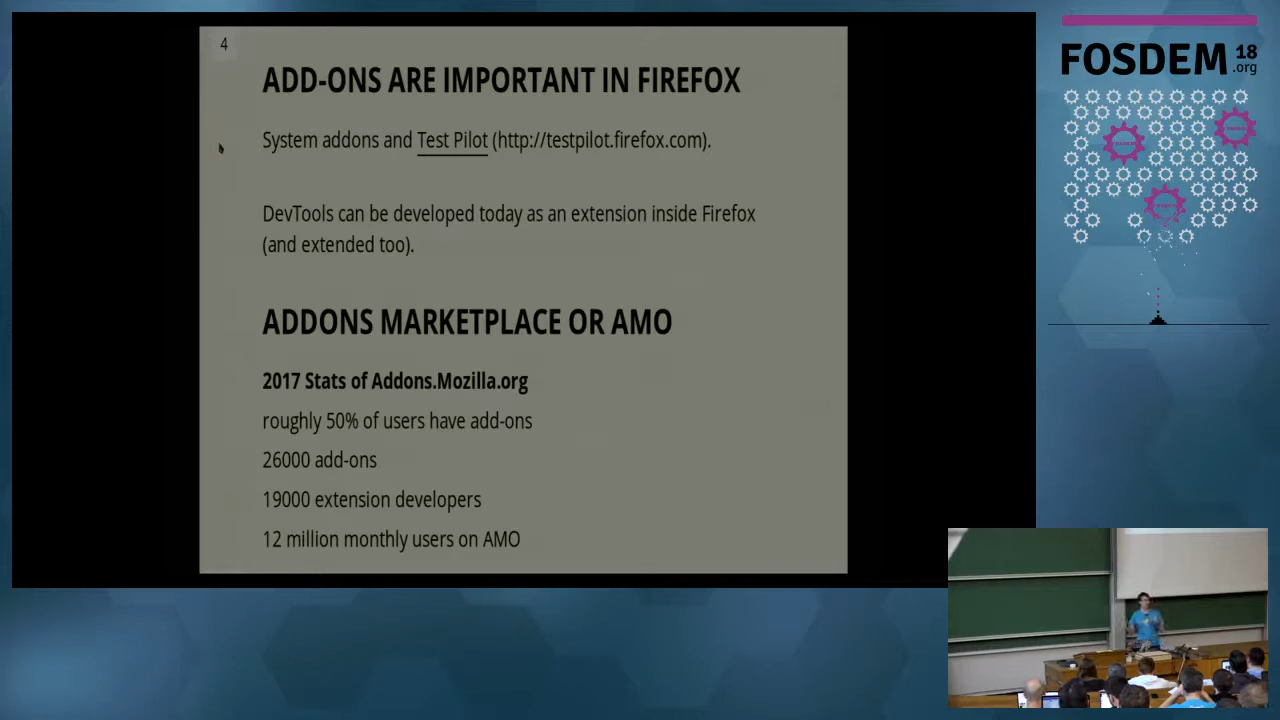 4
ADD-ONS ARE IMPORTANT IN FIREFOX
System addons and Test Pilot (http://testpilot.firefox.com).
DevTools can be developed today as an extension inside Firefox
(and extended too).
ADDONS MARKETPLACE OR AMO
2017 Stats of Addons.Mozilla.org
roughly 50% of users have add-ons
26000 add-ons
19000 extension developers
12 million monthly users on AMO
FOSDEM 18
.org